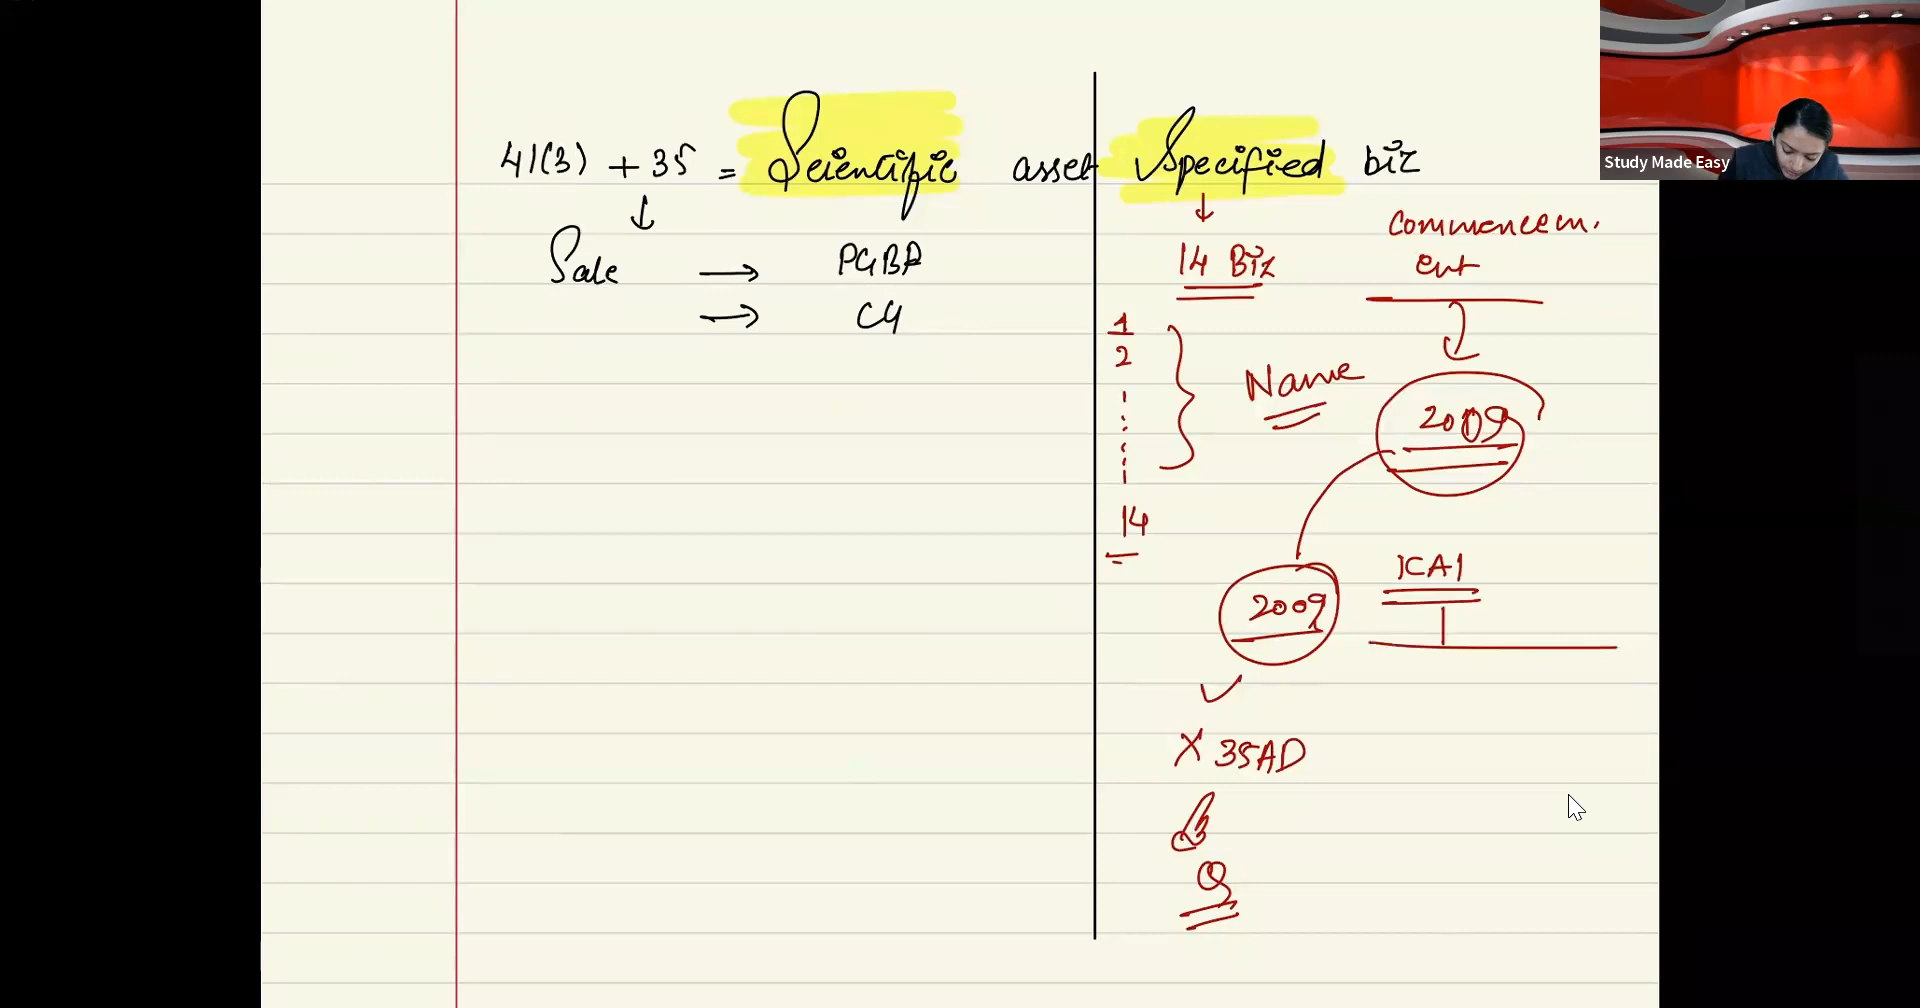 41(3) + 35 = Scientific asset
↓
Sale → PGBP
→ CG
Specified biz
↓
14 Biz
1
2
14
Name
Commencem.
ent
2009
2009
ICAI
✓
X 35AD
Q
Study Made Easy